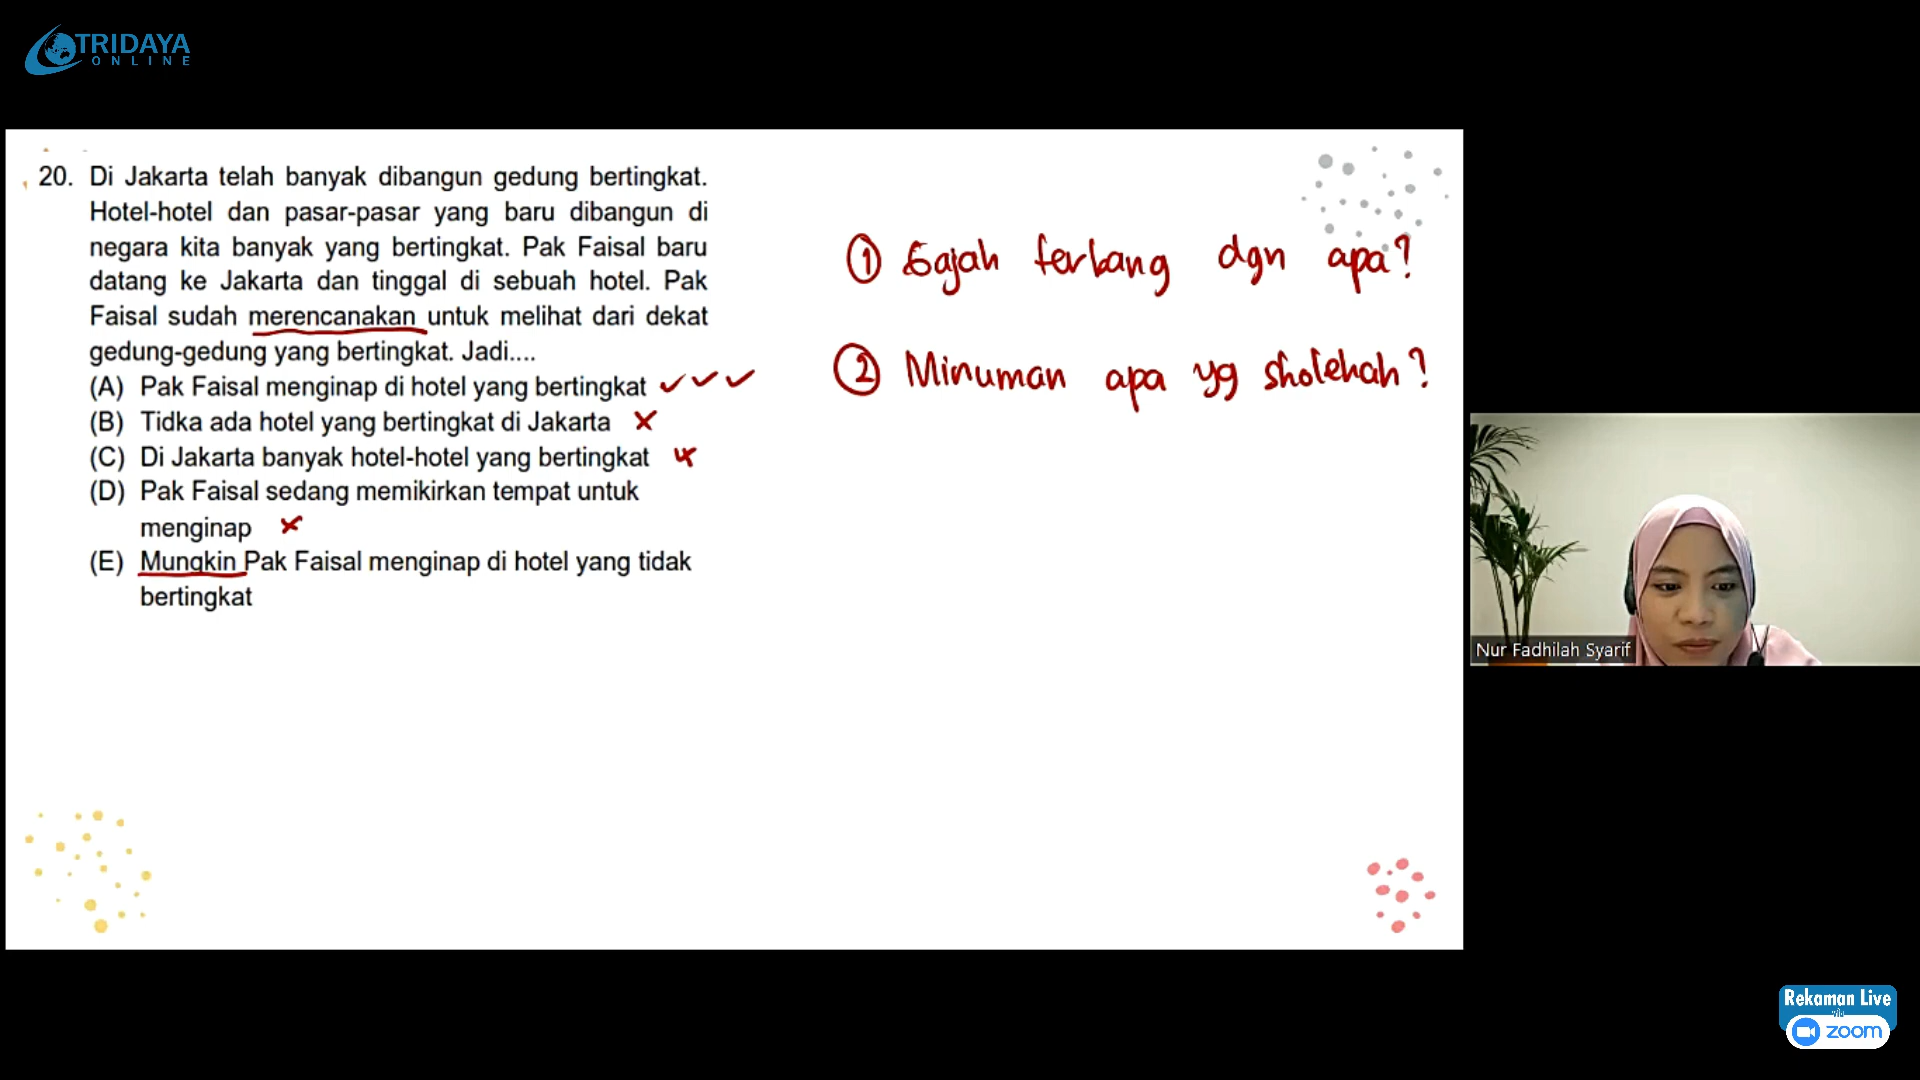 TRIDAYA
ONLINE
20. Di Jakarta telah banyak dibangun gedung bertingkat.
Hotel-hotel dan pasar-pasar yang baru dibangun di
negara kita banyak yang bertingkat. Pak Faisal baru
datang ke Jakarta dan tinggal di sebuah hotel. Pak
Faisal sudah merencanakan untuk melihat dari dekat
gedung-gedung yang bertingkat. Jadi....
(A) Pak Faisal menginap di hotel yang bertingkat
(B) Tidka ada hotel yang bertingkat di Jakarta
(C) Di Jakarta banyak hotel-hotel yang bertingkat
(D) Pak Faisal sedang memikirkan tempat untuk
menginap
(E) Mungkin Pak Faisal menginap di hotel yang tidak
bertingkat
① Gajah terbang dgn apa?
② Minuman apa yg sholehah?
Nur Fadhilah Syarif
Rekaman Live
via
zoom